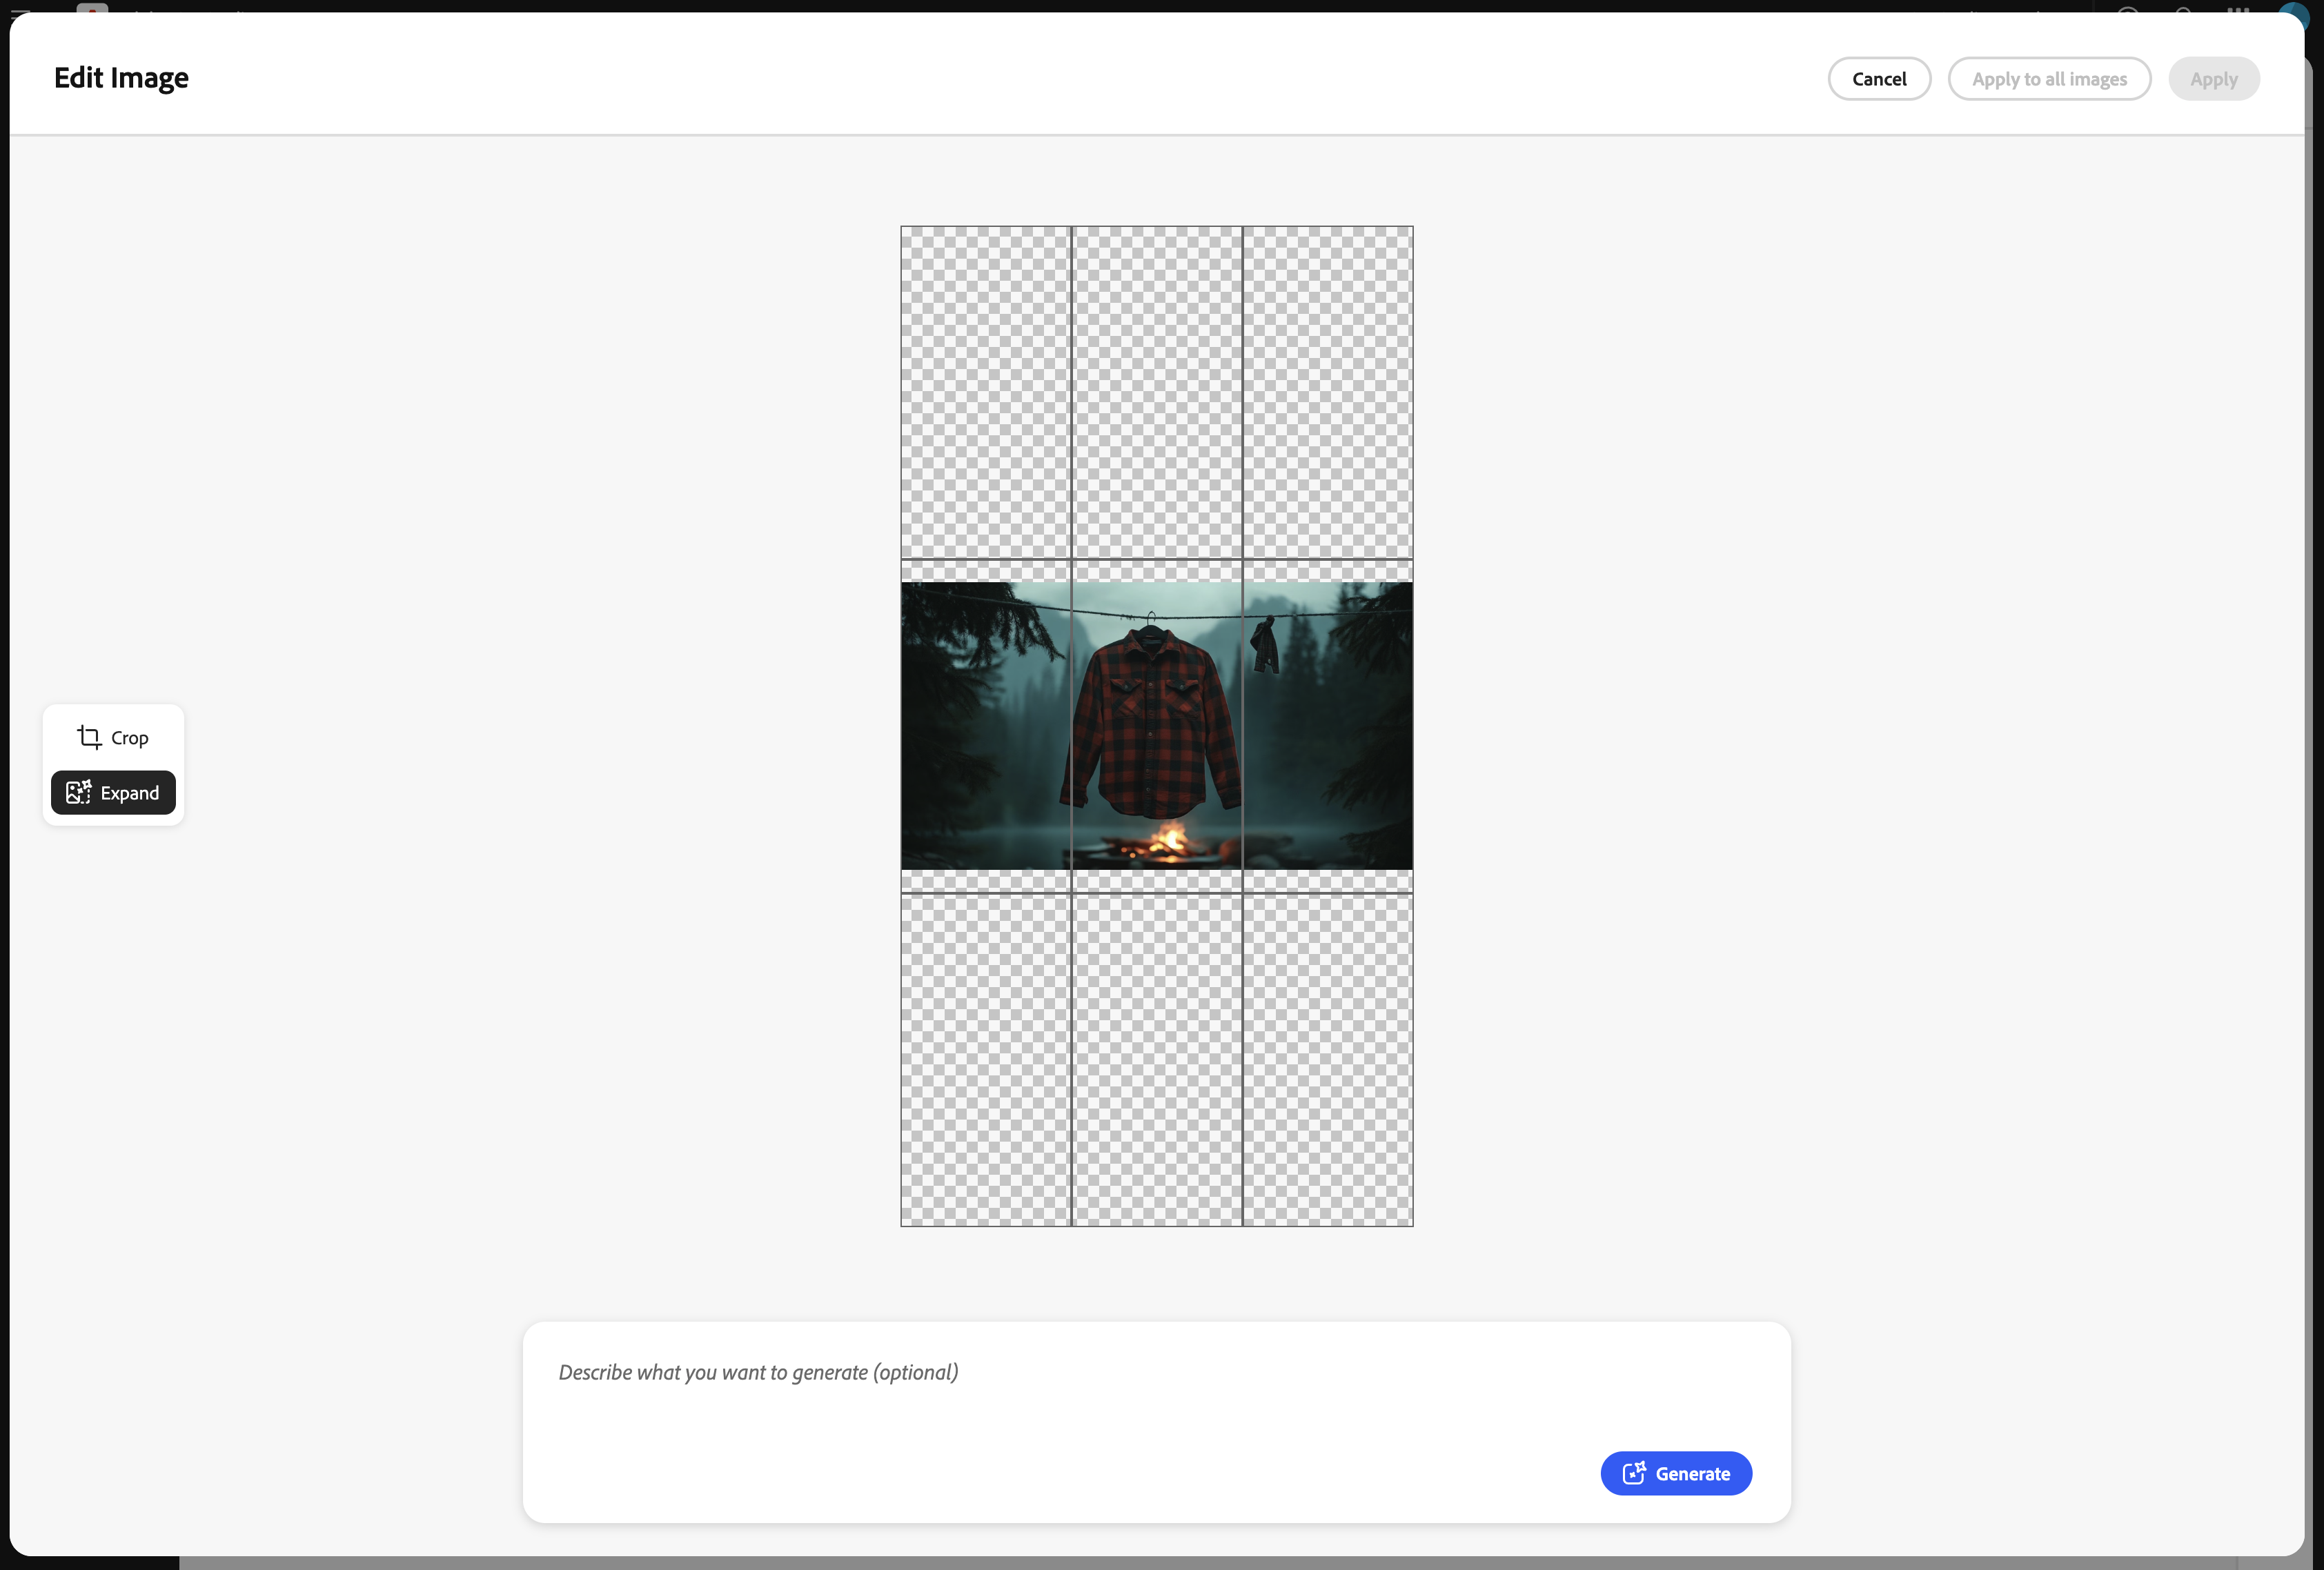 Edit Image
Cancel
Apply to all images
Apply
Crop
Expand
Describe what you want to generate (optional)
Generate